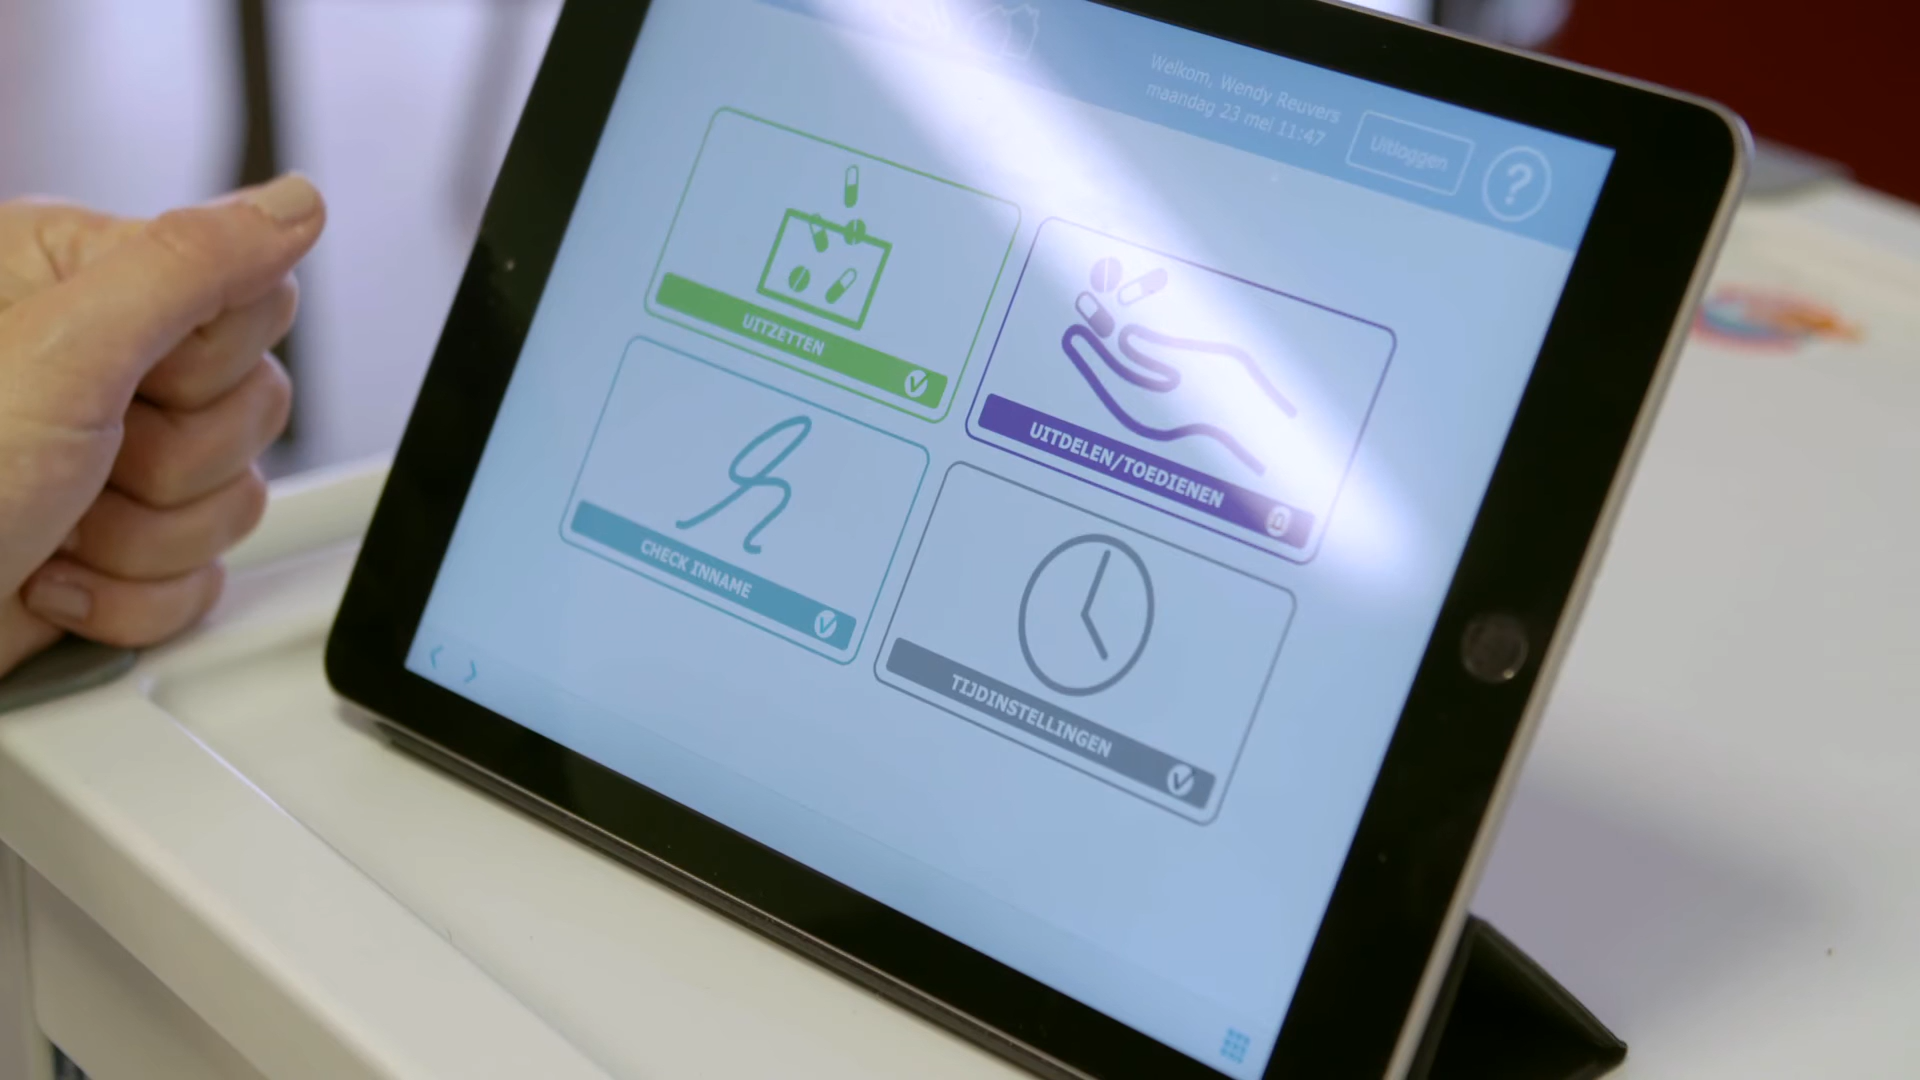 Welkom, Wendy Reuvers
maandag 23 mei 11:47
Uitloggen
?
UITZETTEN
UITDELEN/TOEDIENEN
CHECK INNAME
TIJDINSTELLINGEN